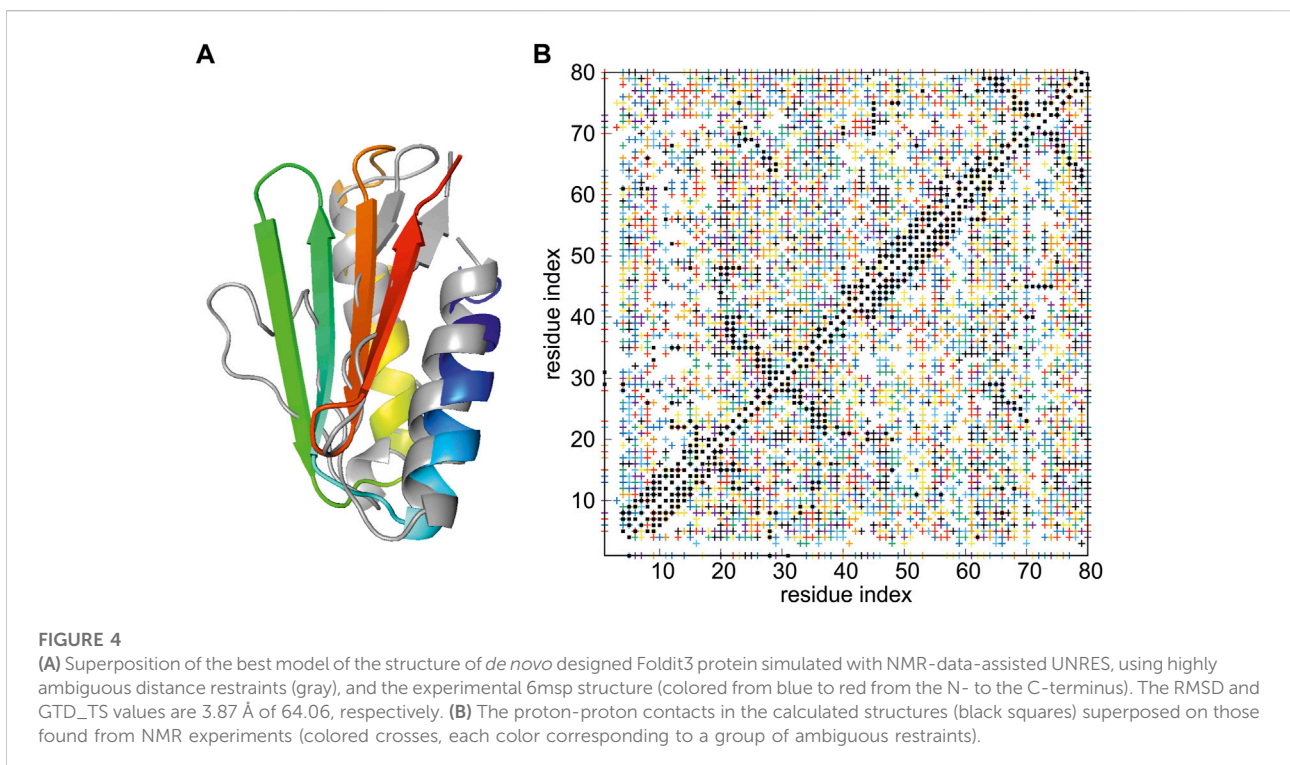 A
B
80
70
60
50
40
30
20
10
residue index
10 20 30 40 50 60 70 80
residue index
FIGURE 4
(A) Superposition of the best model of the structure of de novo designed Foldit3 protein simulated with NMR-data-assisted UNRES, using highly
ambiguous distance restraints (gray), and the experimental 6msp structure (colored from blue to red from the N- to the C-terminus). The RMSD and
GTD_TS values are 3.87 Å of 64.06, respectively. (B) The proton-proton contacts in the calculated structures (black squares) superposed on those
found from NMR experiments (colored crosses, each color corresponding to a group of ambiguous restraints).